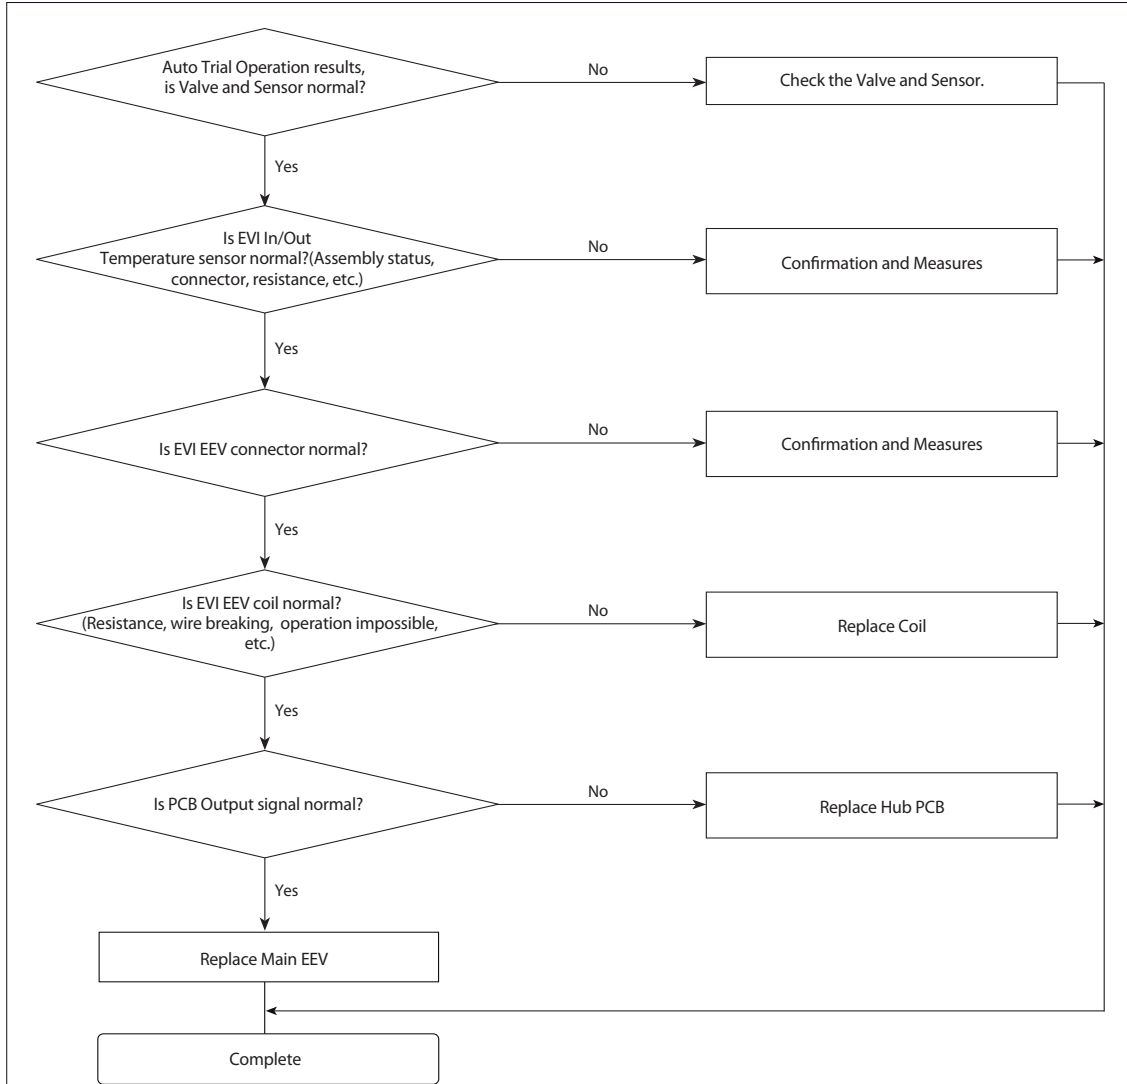 Auto Trial Operation results,
is Valve and Sensor normal?
No
Check the Valve and Sensor.
Yes
Is EVI In/Out
Temperature sensor normal?(Assembly status,
connector, resistance, etc.)
No
Confirmation and Measures
Yes
Is EVI EEV connector normal?
No
Confirmation and Measures
Yes
Is EVI EEV coil normal?
(Resistance, wire breaking, operation impossible,
etc.)
No
Replace Coil
Yes
Is PCB Output signal normal?
No
Replace Hub PCB
Yes
Replace Main EEV
Complete